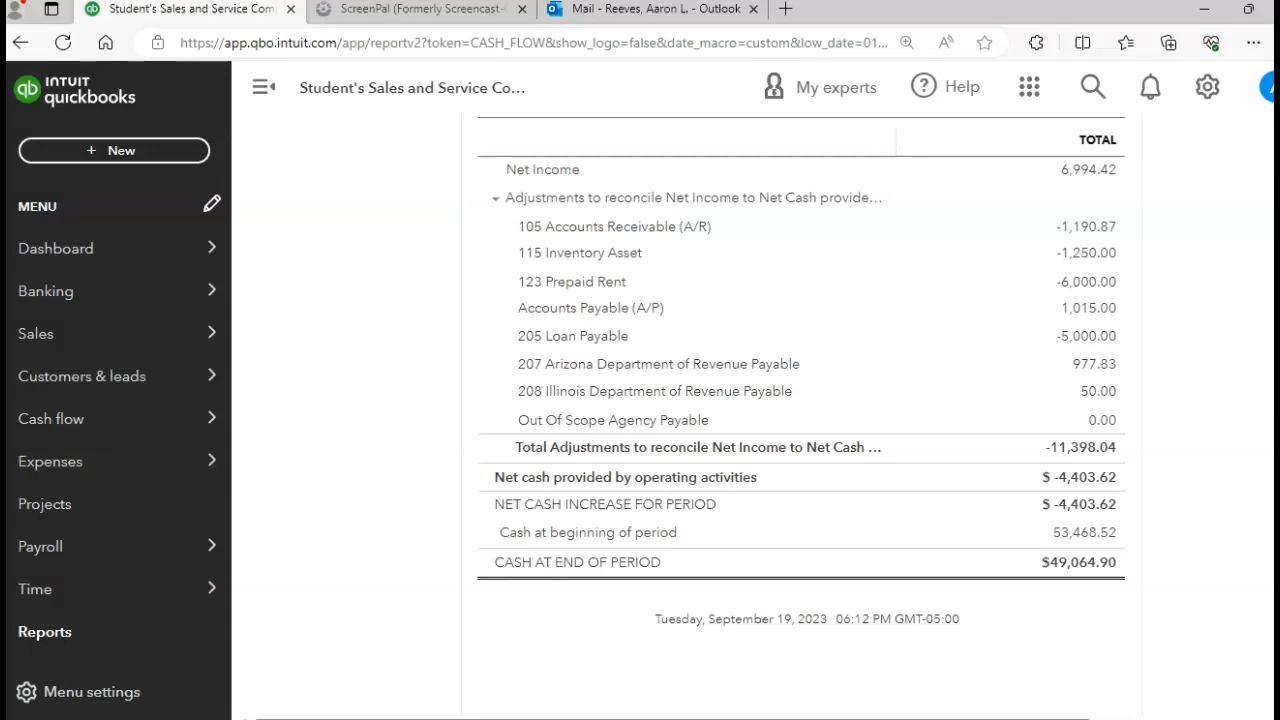 Student's Sales and Service Com
ScreenPal (Formerly Screencast-
Mail - Reeves, Aaron L. - Outlook
https://app.qbo.intuit.com/app/reportv2?token=CASH_FLOW&show_logo=false&date_macro=custom&low_date=01...
INTUIT
quickbooks
Student's Sales and Service Co...
My experts
Help
+ New
MENU
Dashboard
Banking
Sales
Customers & leads
Cash flow
Expenses
Projects
Payroll
Time
Reports
Menu settings
TOTAL
Net Income 6,994.42
Adjustments to reconcile Net Income to Net Cash provide...
105 Accounts Receivable (A/R) -1,190.87
115 Inventory Asset -1,250.00
123 Prepaid Rent -6,000.00
Accounts Payable (A/P) 1,015.00
205 Loan Payable -5,000.00
207 Arizona Department of Revenue Payable 977.83
208 Illinois Department of Revenue Payable 50.00
Out Of Scope Agency Payable 0.00
Total Adjustments to reconcile Net Income to Net Cash ... -11,398.04
Net cash provided by operating activities $ -4,403.62
NET CASH INCREASE FOR PERIOD $ -4,403.62
Cash at beginning of period 53,468.52
CASH AT END OF PERIOD $49,064.90
Tuesday, September 19, 2023 06:12 PM GMT-05:00